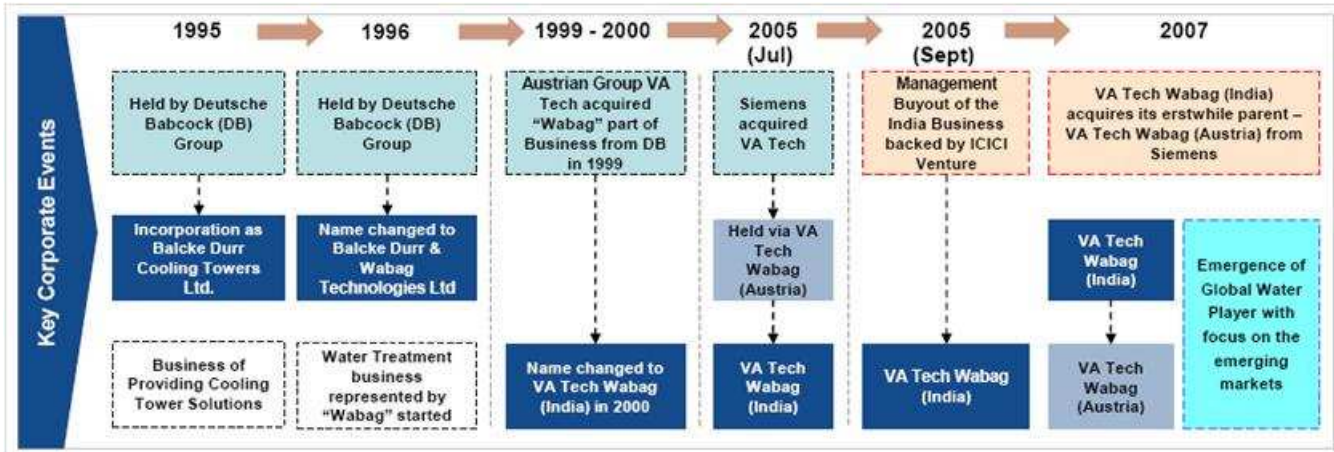 Key Corporate Events
1995
1996
1999 - 2000
2005
(Jul)
2005
(Sept)
2007
Held by Deutsche
Babcock (DB)
Group
Held by Deutsche
Babcock (DB)
Group
Austrian Group VA
Tech acquired
“Wabag” part of
Business from DB
in 1999
Siemens
acquired
VA Tech
Management
Buyout of the
India Business
backed by ICICI
Venture
VA Tech Wabag (India)
acquires its erstwhile parent –
VA Tech Wabag (Austria) from
Siemens
Incorporation as
Balcke Durr
Cooling Towers
Ltd.
Name changed to
Balcke Durr &
Wabag
Technologies Ltd
Held via VA
Tech
Wabag
(Austria)
VA Tech
Wabag
(India)
Emergence of
Global Water
Player with
focus on the
emerging
markets
Business of
Providing Cooling
Tower Solutions
Water Treatment
business
represented by
“Wabag” started
Name changed to
VA Tech Wabag
(India) in 2000
VA Tech
Wabag
(India)
VA Tech Wabag
(India)
VA Tech
Wabag
(Austria)